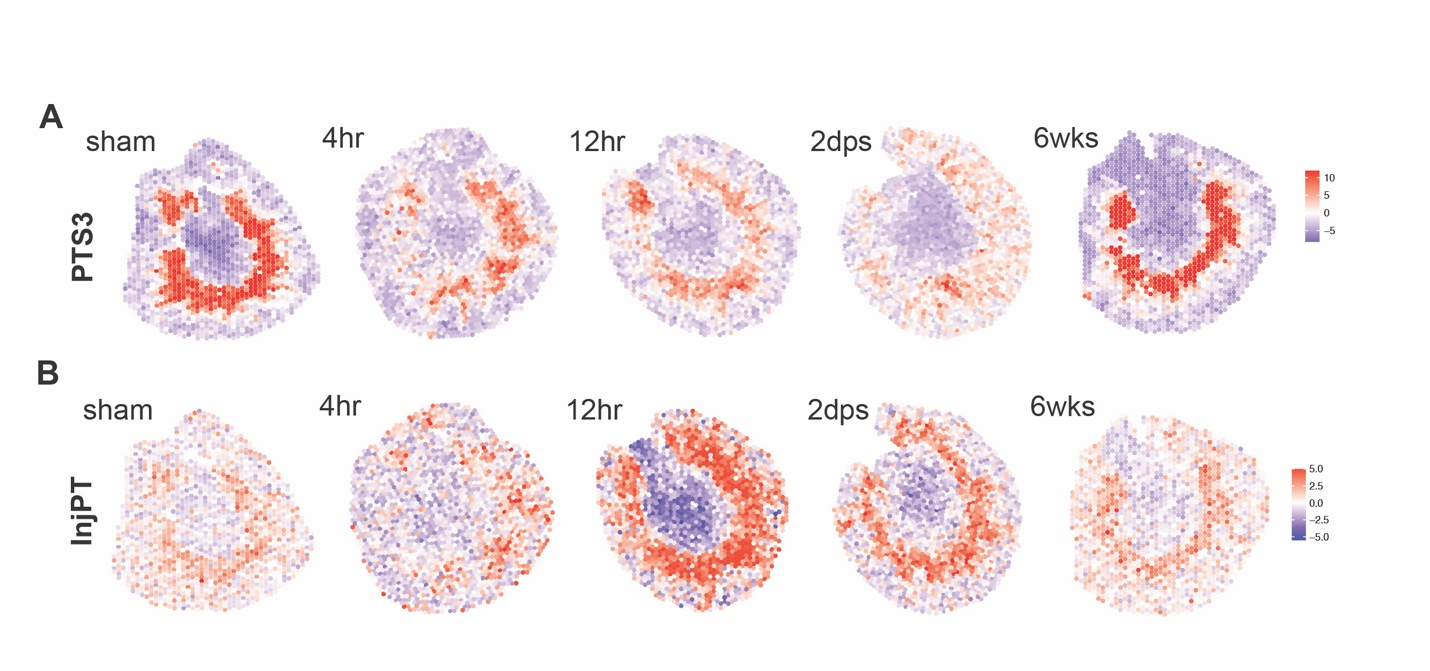 A
sham
4hr
12hr
2dps
6wks
PTS3
10
5
0
−5
B
sham
4hr
12hr
2dps
6wks
InjPT
5.0
2.5
0.0
−2.5
−5.0